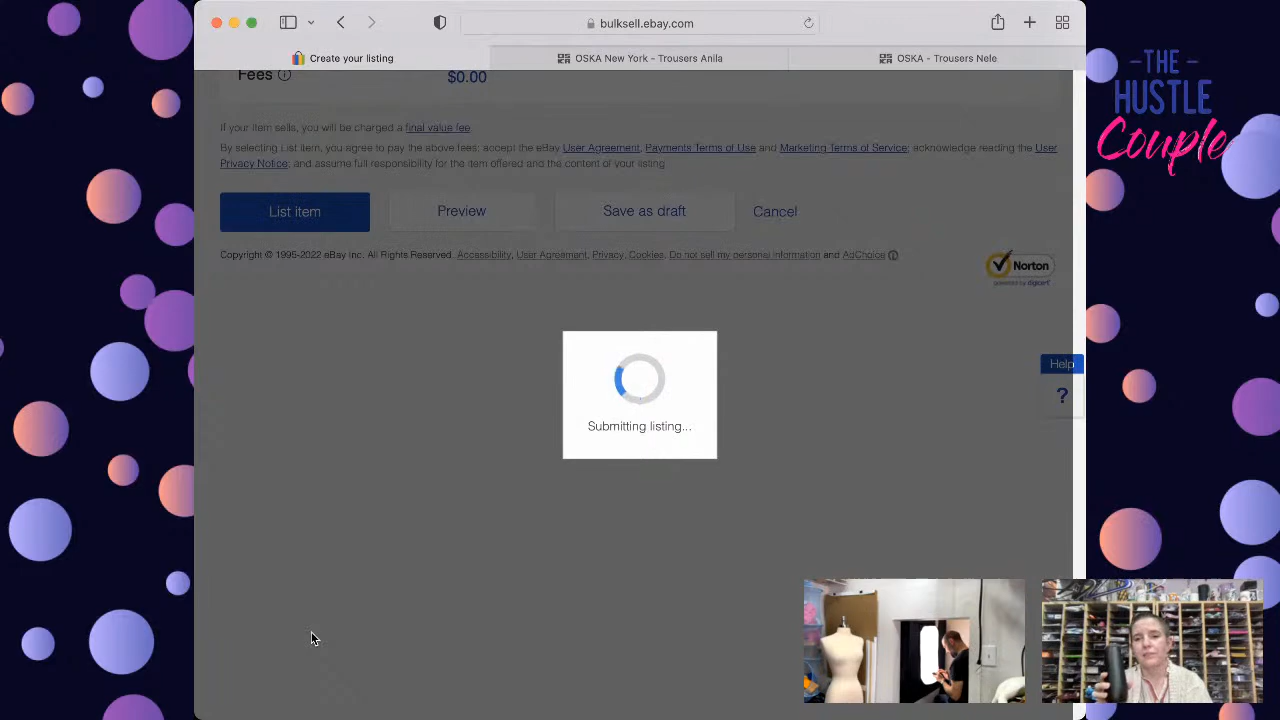 bulksell.ebay.com
Create your listing
OSKA New York - Trousers Anila
OSKA - Trousers Nele
THE
HUSTLE
Couple
Fees
$0.00
If your item sells, you will be charged a final value fee.
By selecting List item, you agree to pay the above fees; accept the eBay User Agreement, Payments Terms of Use and Marketing Terms of Service; acknowledge reading the User
Privacy Notice; and assume full responsibility for the item offered and the content of your listing
List item
Preview
Save as draft
Cancel
Copyright © 1995-2022 eBay Inc. All Rights Reserved. Accessibility, User Agreement, Privacy, Cookies, Do not sell my personal information and AdChoice
Norton
powered by digicert
Help
?
Submitting listing...